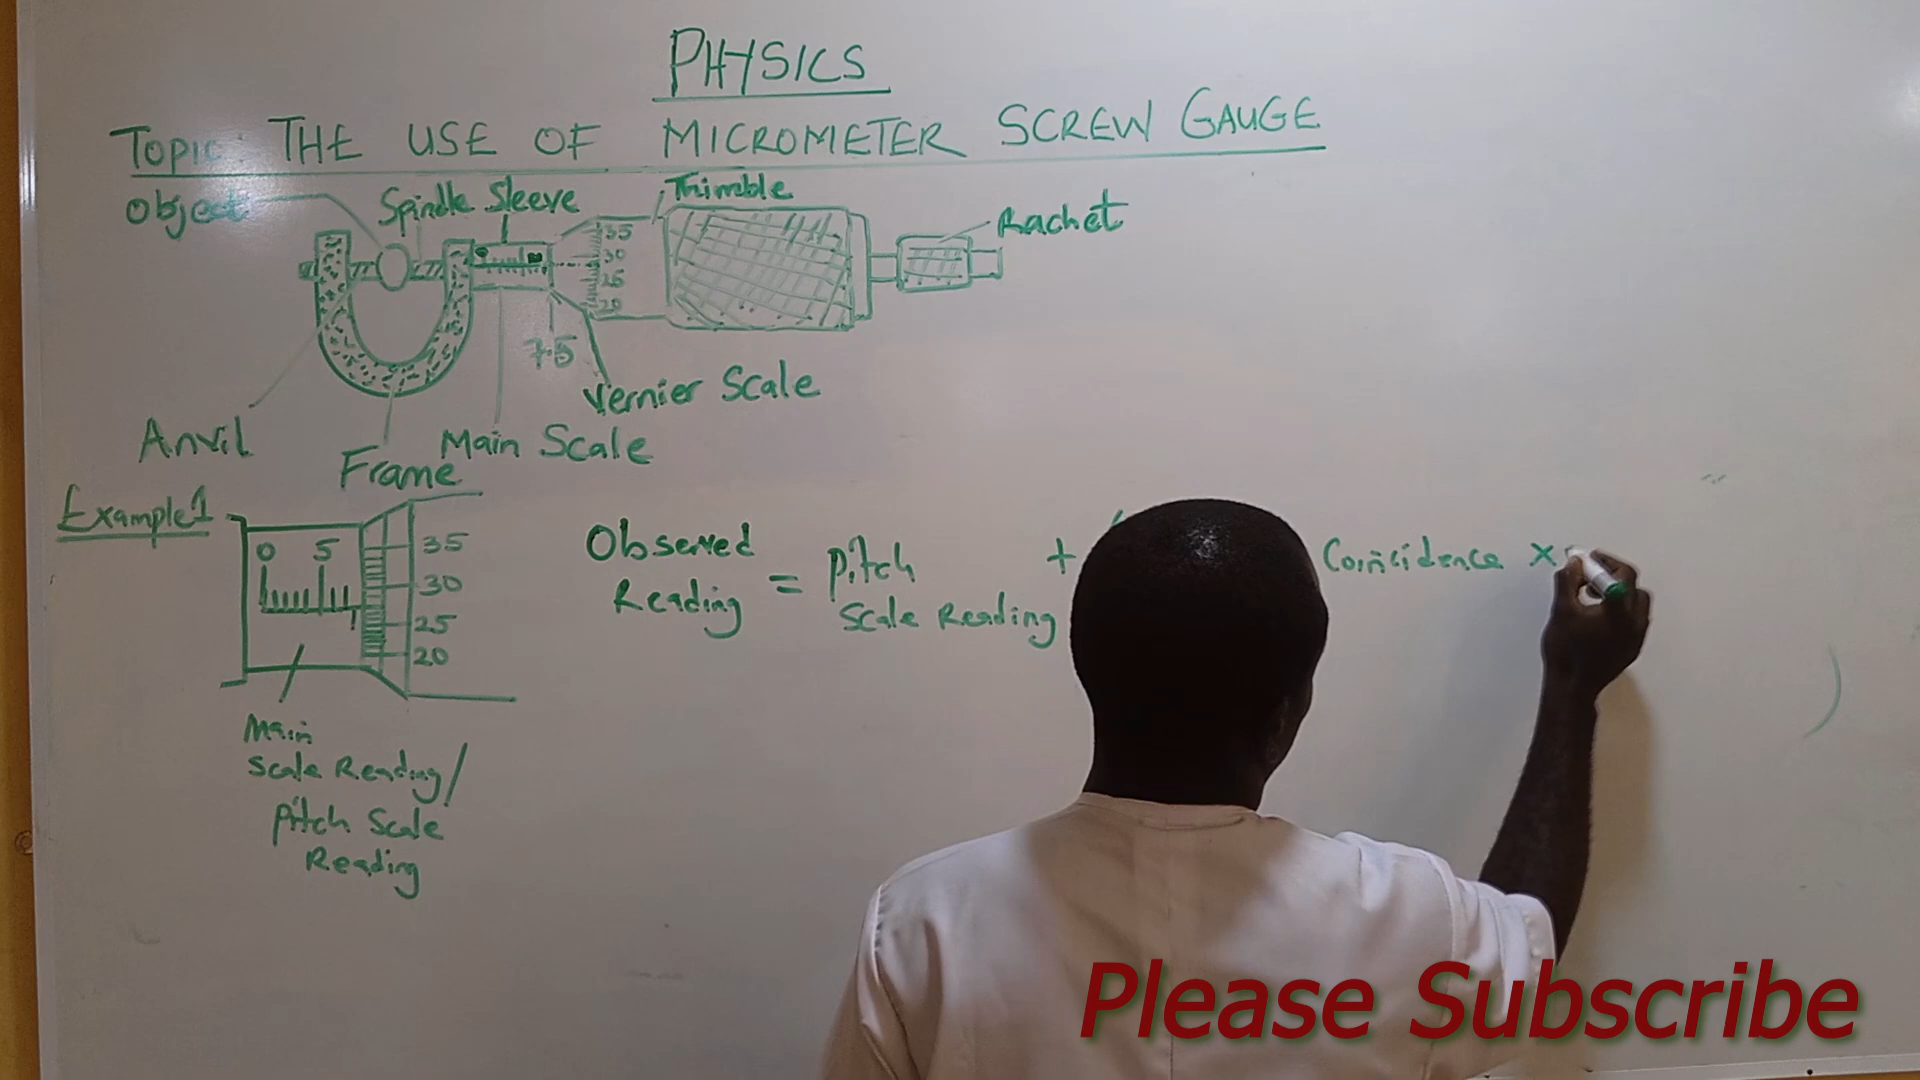 PHYSICS
TOPIC: THE USE OF MICROMETER SCREW GAUGE
Object
Spindle Sleeve
Thimble
Rachet
0
35
30
25
20
7.5
Vernier Scale
Anvil
Main Scale
Frame
Example 1
0 5
35
30
25
20
Observed
Reading
=
Pitch
Scale Reading
+
Coincidence ×
Main
Scale Reading/
Pitch Scale
Reading
Please Subscribe